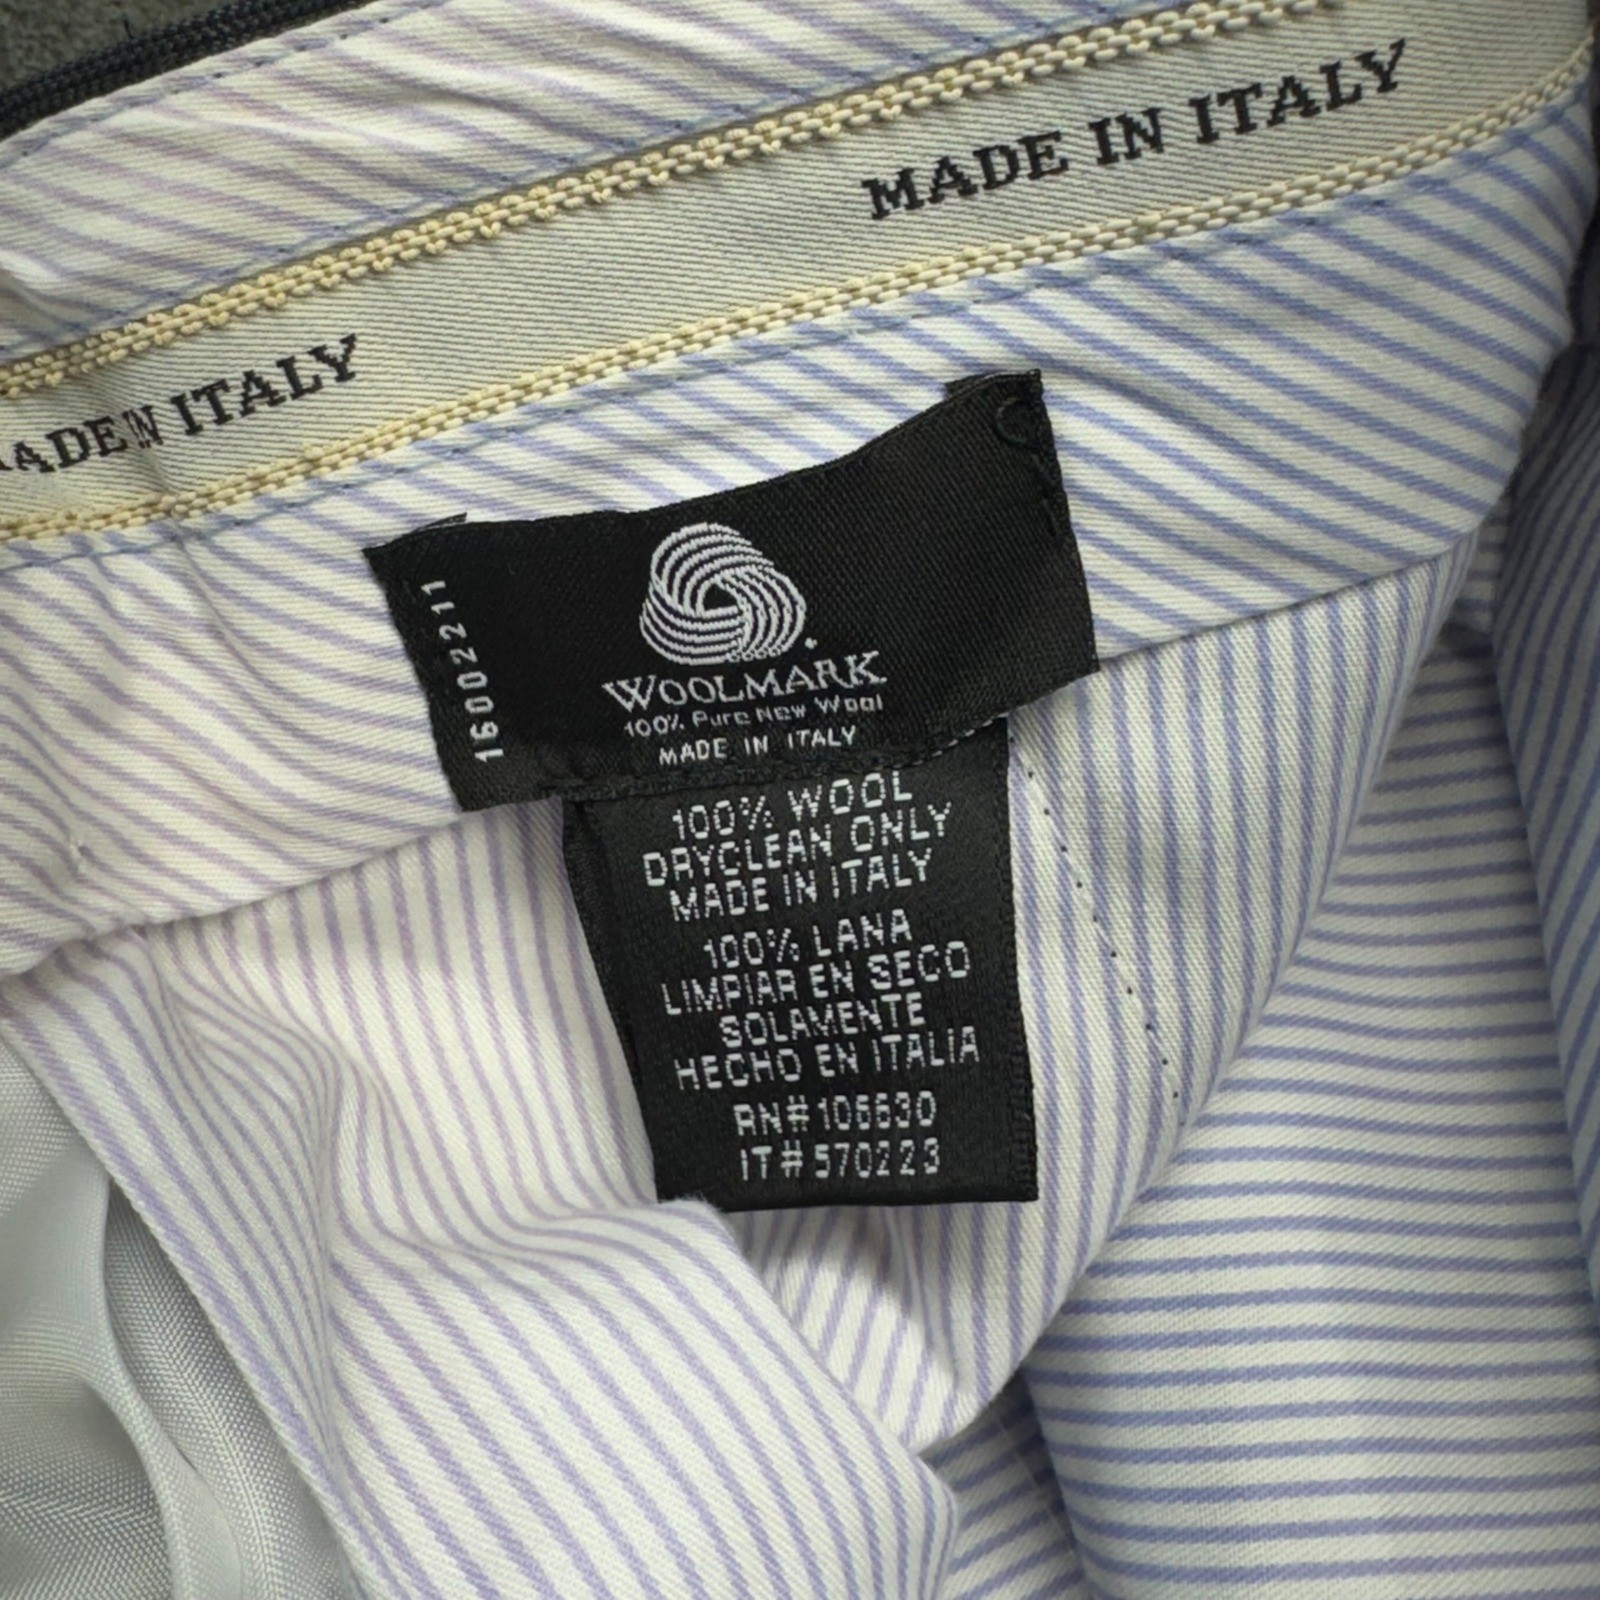 MADE IN ITALY
MADE IN ITALY
16002211
WOOLMARK
100% Pure New Wool
MADE IN ITALY
100% WOOL
DRYCLEAN ONLY
MADE IN ITALY
100% LANA
LIMPIAR EN SECO
SOLAMENTE
HECHO EN ITALIA
RN#106630
IT#570223